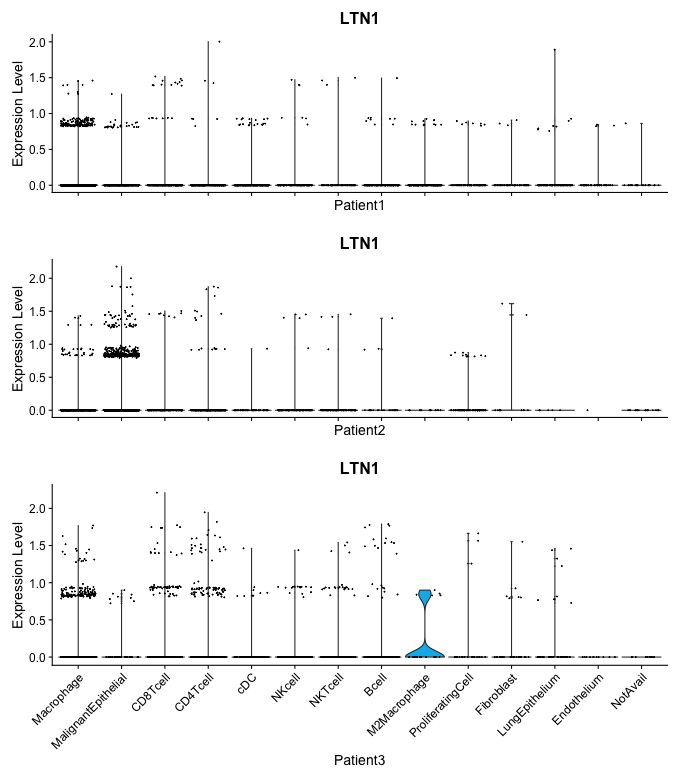 LTN1
Expression Level
2.0
1.5
1.0
0.5
0.0
Patient1
LTN1
Expression Level
2.0
1.5
1.0
0.5
0.0
Patient2
LTN1
Expression Level
2.0
1.5
1.0
0.5
0.0
Macrophage
MalignantEpithelial
CD8Tcell
CD4Tcell
cDC
NKcell
NKTcell
Bcell
M2Macrophage
ProliferatingCell
Fibroblast
LungEpithelium
Endothelium
NotAvail
Patient3